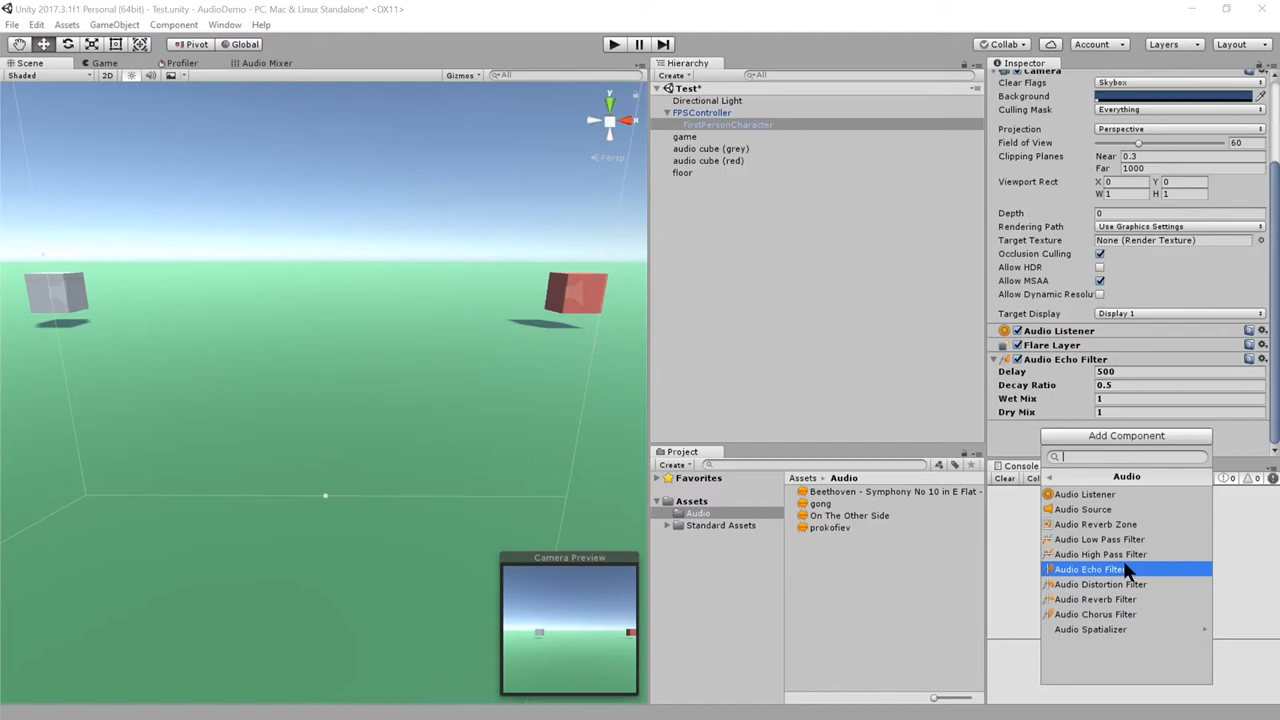 Unity 2017.3.1f1 Personal (64bit) - Test.unity - AudioDemo - PC, Mac & Linux Standalone* <DX11>
File Edit Assets GameObject Component Window Help
Pivot Global Collab Account Layers Layout
Scene Game Profiler Audio Mixer
Shaded 2D Gizmos All
y
x
Persp
Camera Preview
Hierarchy
Create All
Test*
Directional Light
FPSController
FirstPersonCharacter
game
audio cube (grey)
audio cube (red)
floor
Project
Create
Favorites
Assets
Audio
Standard Assets
Assets Audio
Beethoven - Symphony No 10 in E Flat -
gong
On The Other Side
prokofiev
Inspector
Camera
Clear Flags Skybox
Background
Culling Mask Everything
Projection Perspective
Field of View 60
Clipping Planes Near 0.3
Far 1000
Viewport Rect X 0 Y 0
W 1 H 1
Depth 0
Rendering Path Use Graphics Settings
Target Texture None (Render Texture)
Occlusion Culling
Allow HDR
Allow MSAA
Allow Dynamic Resolu
Target Display Display 1
Audio Listener
Flare Layer
Audio Echo Filter
Delay 500
Decay Ratio 0.5
Wet Mix 1
Dry Mix 1
Add Component
Audio
Audio Listener
Audio Source
Audio Reverb Zone
Audio Low Pass Filter
Audio High Pass Filter
Audio Echo Filter
Audio Distortion Filter
Audio Reverb Filter
Audio Chorus Filter
Audio Spatializer
Console
Clear Col 0 0 0